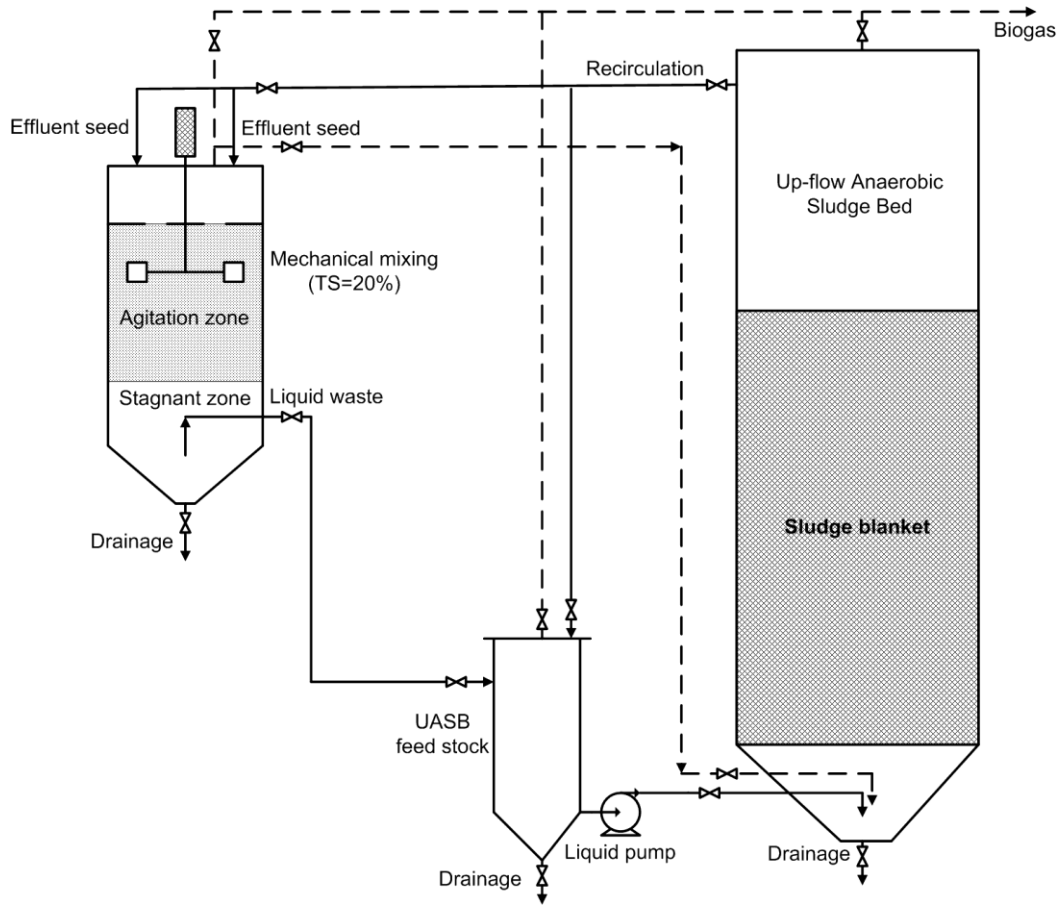 Biogas
Recirculation
Effluent seed
Effluent seed
Up-flow Anaerobic
Sludge Bed
Mechanical mixing
(TS=20%)
Agitation zone
Stagnant zone
Liquid waste
Sludge blanket
Drainage
UASB
feed stock
Liquid pump
Drainage
Drainage